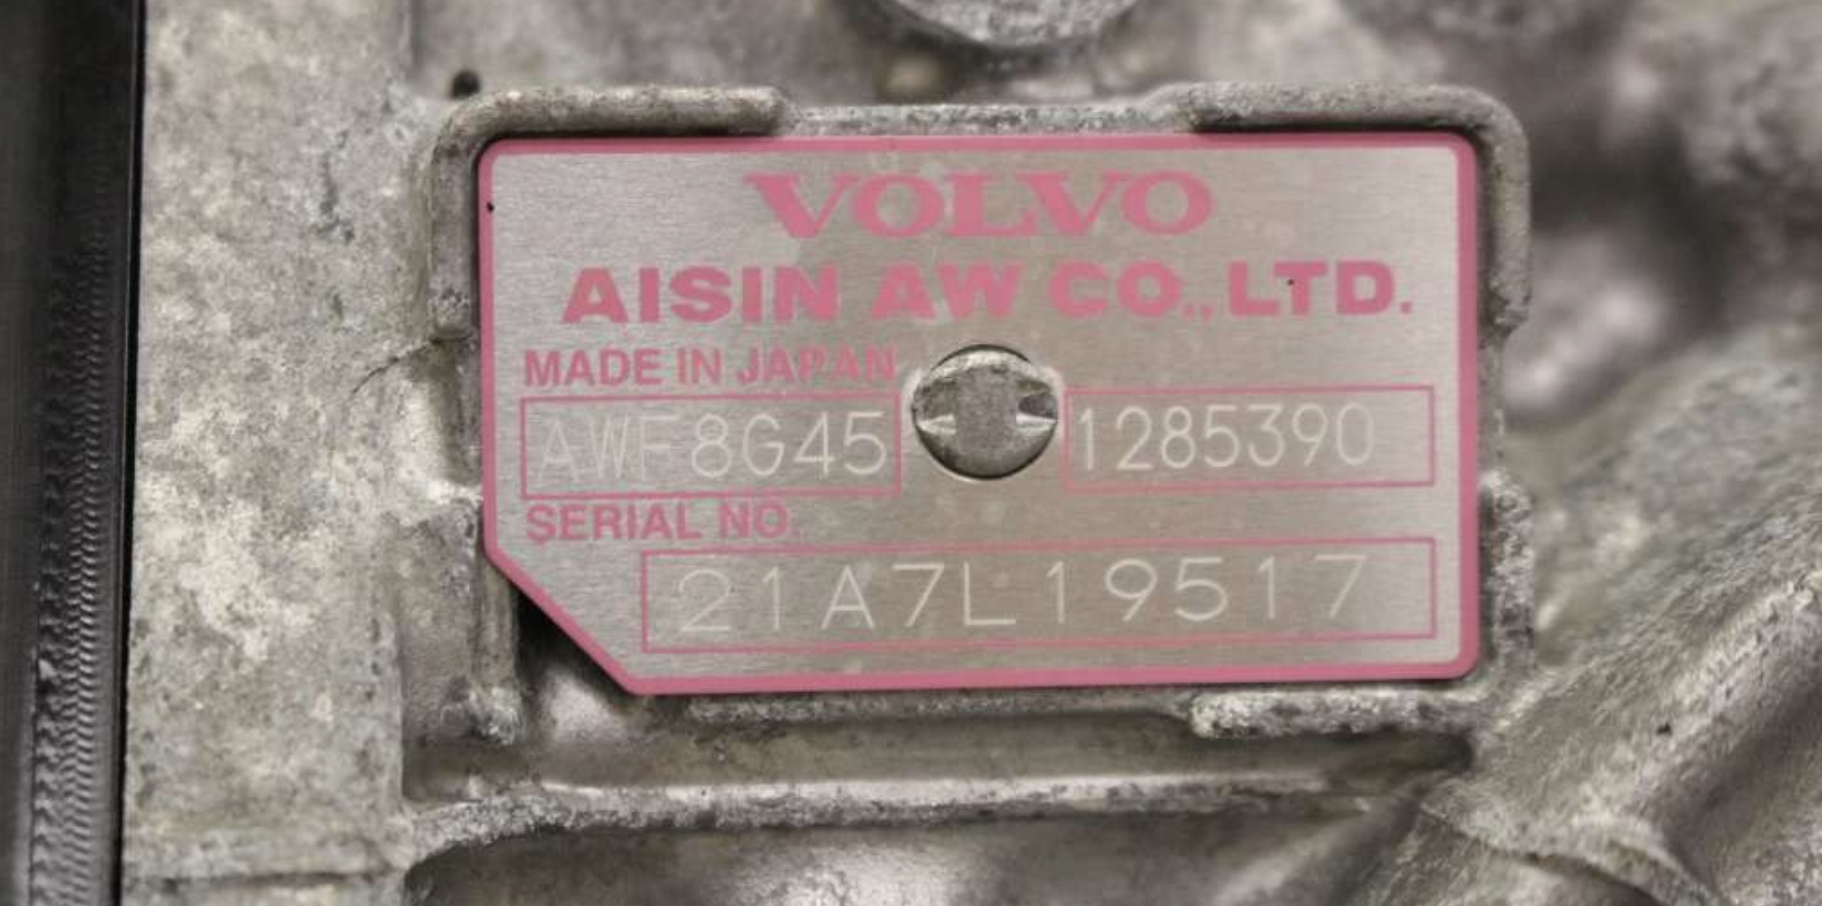 VOLVO
AISIN AW CO.,LTD.
MADE IN JAPAN
AWF8G45 1285390
SERIAL NO.
21A7L19517